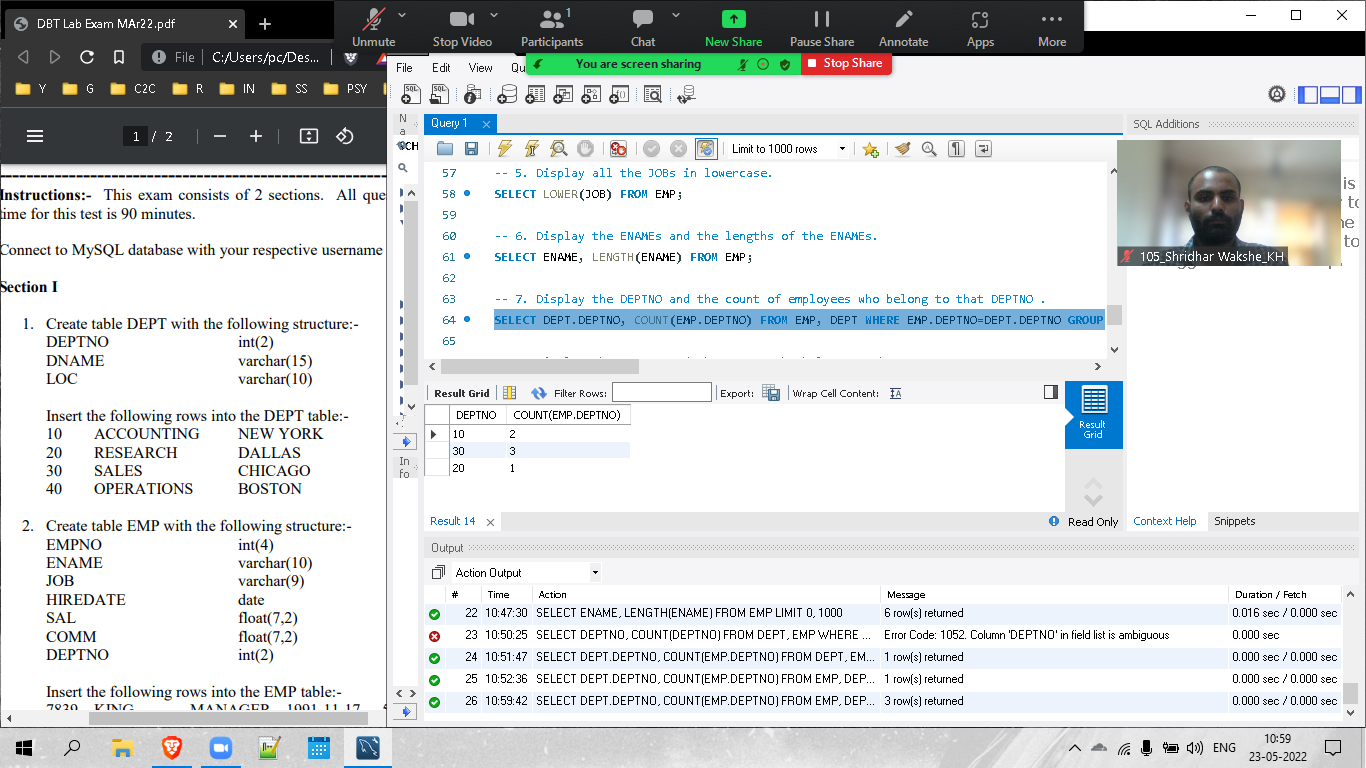 DBT Lab Exam MAr22.pdf
Unmute
Stop Video
1
Participants
Chat
New Share
Pause Share
Annotate
Apps
More
You are screen sharing
Stop Share
File
C:/Users/pc/Des...
File Edit View Qu
Y G C2C R IN SS PSY
1 / 2
Instructions:- This exam consists of 2 sections. All que
time for this test is 90 minutes.
Connect to MySQL database with your respective username
Section I
1. Create table DEPT with the following structure:-
DEPTNO int(2)
DNAME varchar(15)
LOC varchar(10)
Insert the following rows into the DEPT table:-
10 ACCOUNTING NEW YORK
20 RESEARCH DALLAS
30 SALES CHICAGO
40 OPERATIONS BOSTON
2. Create table EMP with the following structure:-
EMPNO int(4)
ENAME varchar(10)
JOB varchar(9)
HIREDATE date
SAL float(7,2)
COMM float(7,2)
DEPTNO int(2)
Insert the following rows into the EMP table:-
7839 KING MANAGER 1991-11-17
Na
SCH
Info
Query 1
Limit to 1000 rows
57 -- 5. Display all the JOBs in lowercase.
58 SELECT LOWER(JOB) FROM EMP;
59
60 -- 6. Display the ENAMEs and the lengths of the ENAMEs.
61 SELECT ENAME, LENGTH(ENAME) FROM EMP;
62
63 -- 7. Display the DEPTNO and the count of employees who belong to that DEPTNO .
64 SELECT DEPT.DEPTNO, COUNT(EMP.DEPTNO) FROM EMP, DEPT WHERE EMP.DEPTNO=DEPT.DEPTNO GROUP
65
Result Grid Filter Rows: Export: Wrap Cell Content:
DEPTNO COUNT(EMP.DEPTNO)
10 2
30 3
20 1
Result Grid
Result 14
Read Only
SQL Additions
105_Shridhar Wakshe_KH
Context Help Snippets
Output
Action Output
# Time Action Message Duration / Fetch
22 10:47:30 SELECT ENAME, LENGTH(ENAME) FROM EMP LIMIT 0, 1000 6 row(s) returned 0.016 sec / 0.000 sec
23 10:50:25 SELECT DEPTNO, COUNT(DEPTNO) FROM DEPT, EMP WHERE ... Error Code: 1052. Column 'DEPTNO' in field list is ambiguous 0.000 sec
24 10:51:47 SELECT DEPT.DEPTNO, COUNT(EMP.DEPTNO) FROM DEPT, EM... 1 row(s) returned 0.000 sec / 0.000 sec
25 10:52:36 SELECT DEPT.DEPTNO, COUNT(EMP.DEPTNO) FROM EMP, DEP... 1 row(s) returned 0.000 sec / 0.000 sec
26 10:59:42 SELECT DEPT.DEPTNO, COUNT(EMP.DEPTNO) FROM EMP, DEP... 3 row(s) returned 0.000 sec / 0.000 sec
ENG
10:59
23-05-2022